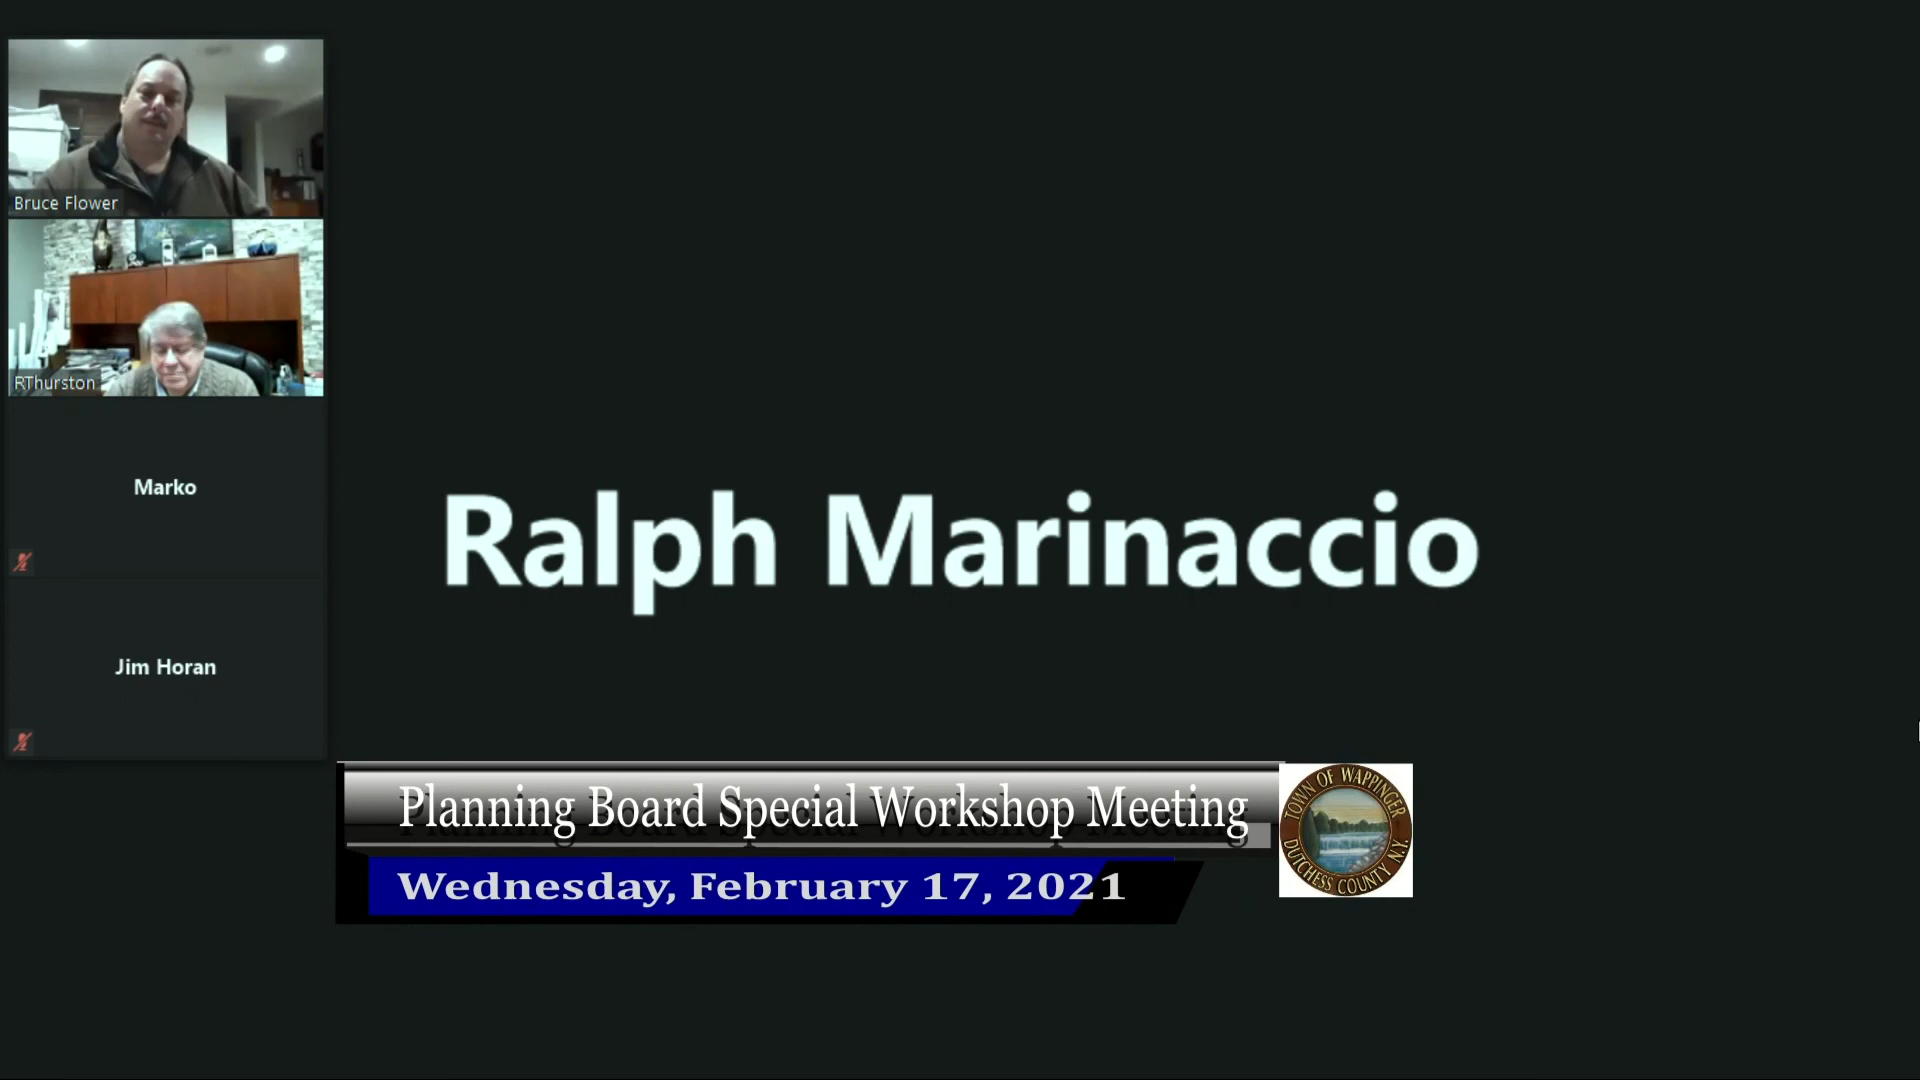 Bruce Flower
RThurston
Marko
Jim Horan
Ralph Marinaccio
Planning Board Special Workshop Meeting
Wednesday, February 17, 2021
TOWN OF WAPPINGER
DUTCHESS COUNTY N.Y.